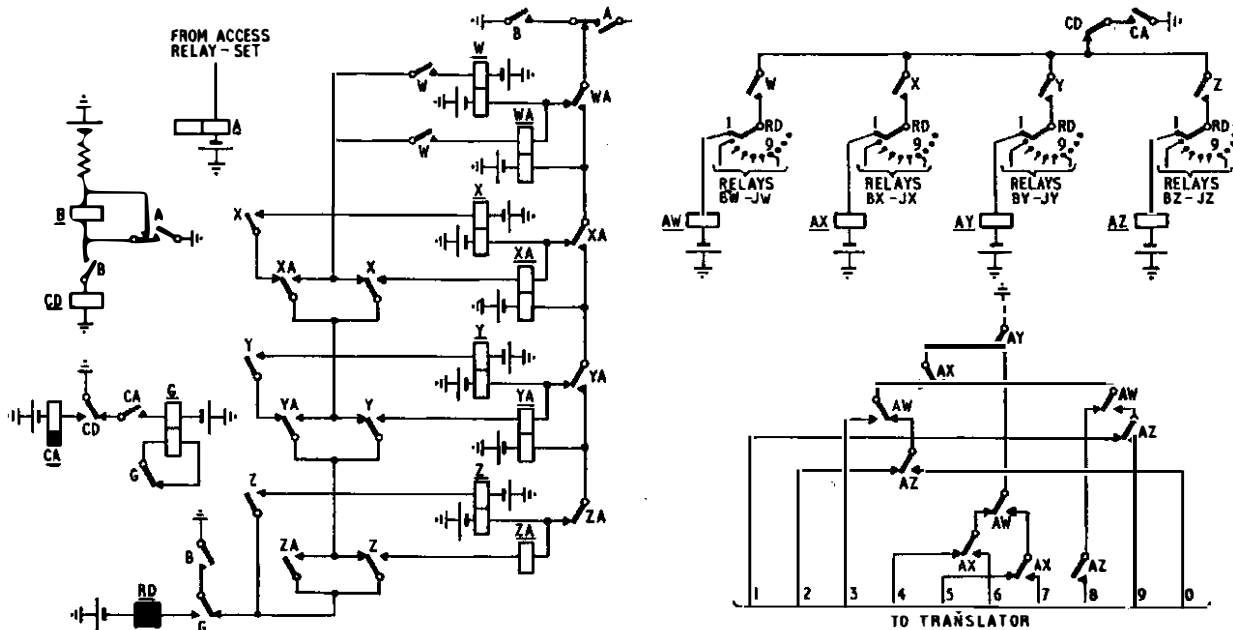 FROM ACCESS
RELAY-SET
A
B
A
B
CD
CA
CD
CA
G
G
RD
B
G
B
A
W
W
WA
W
WA
X
X
XA
XA
XA
X
Y
Y
YA
YA
YA
Y
Z
Z
ZA
ZA
ZA
Z
CD
CA
W
X
Y
Z
1 RD
9
RELAYS
BW-JW
1 RD
9
RELAYS
BX-JX
1 RD
9
RELAYS
BY-JY
1 RD
9
RELAYS
BZ-JZ
AW
AX
AY
AZ
AY
AX
AW
AW
AZ
AZ
AW
AX
AX
AZ
1 2 3 4 5 6 7 8 9 0
TO TRANSLATOR